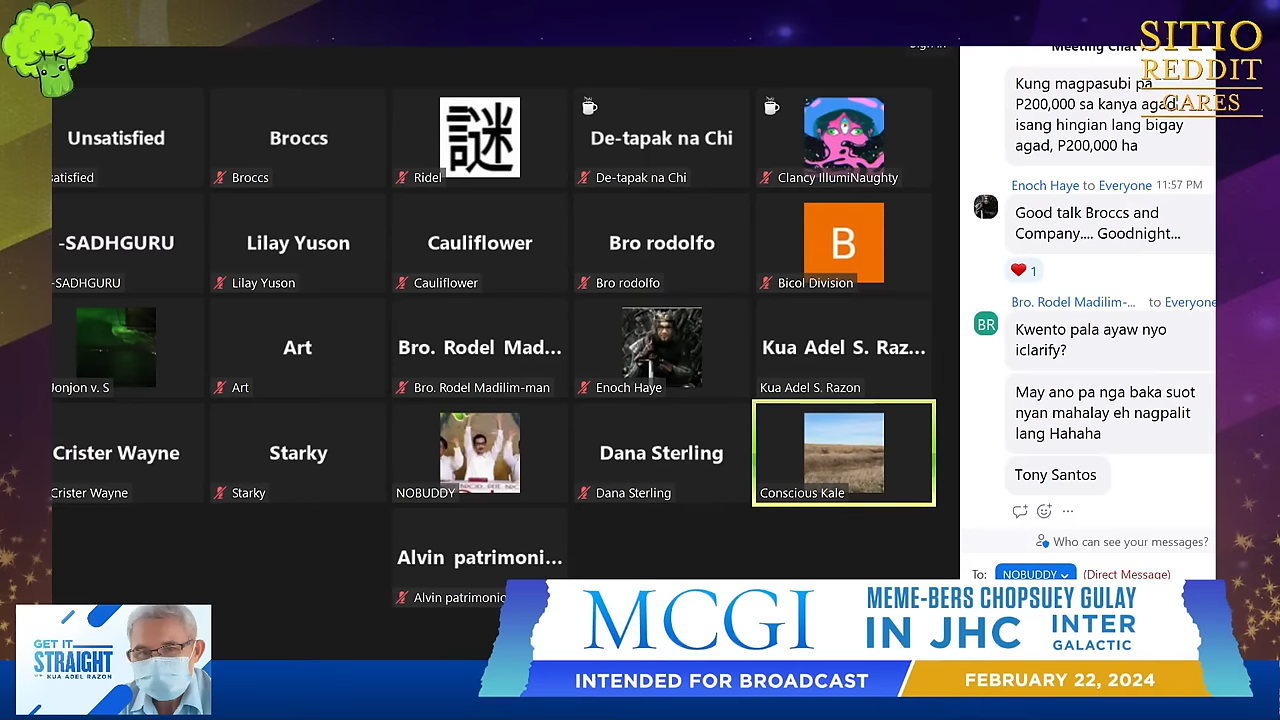 SITIO
REDDIT
CARES
Meeting Chat
Kung magpasubi pa
P200,000 sa kanya agad
isang hingian lang bigay
agad, P200,000 ha
Enoch Haye to Everyone 11:57 PM
Good talk Broccs and
Company.... Goodnight...
1
Bro. Rodel Madilim-... to Everyone
BR
Kwento pala ayaw nyo
iclarify?
May ano pa nga baka suot
nyan mahalay eh nagpalit
lang Hahaha
Tony Santos
Who can see your messages?
To: NOBUDDY (Direct Message)
Unsatisfied
satisfied
Broccs
Broccs
謎
Ridel
De-tapak na Chi
De-tapak na Chi
Clancy IllumiNaughty
-SADHGURU
-SADHGURU
Lilay Yuson
Lilay Yuson
Cauliflower
Cauliflower
Bro rodolfo
Bro rodolfo
B
Bicol Division
Jonjon v. S
Art
Art
Bro. Rodel Mad...
Bro. Rodel Madilim-man
Enoch Haye
Kua Adel S. Raz...
Kua Adel S. Razon
Crister Wayne
Crister Wayne
Starky
Starky
NOBUDDY
Dana Sterling
Dana Sterling
Conscious Kale
Alvin patrimoni...
Alvin patrimonio
GET IT
STRAIGHT
KUA ADEL RAZON
MCGI
MEME-BERS CHOPSUEY GULAY
IN JHC INTER
GALACTIC
INTENDED FOR BROADCAST
FEBRUARY 22, 2024